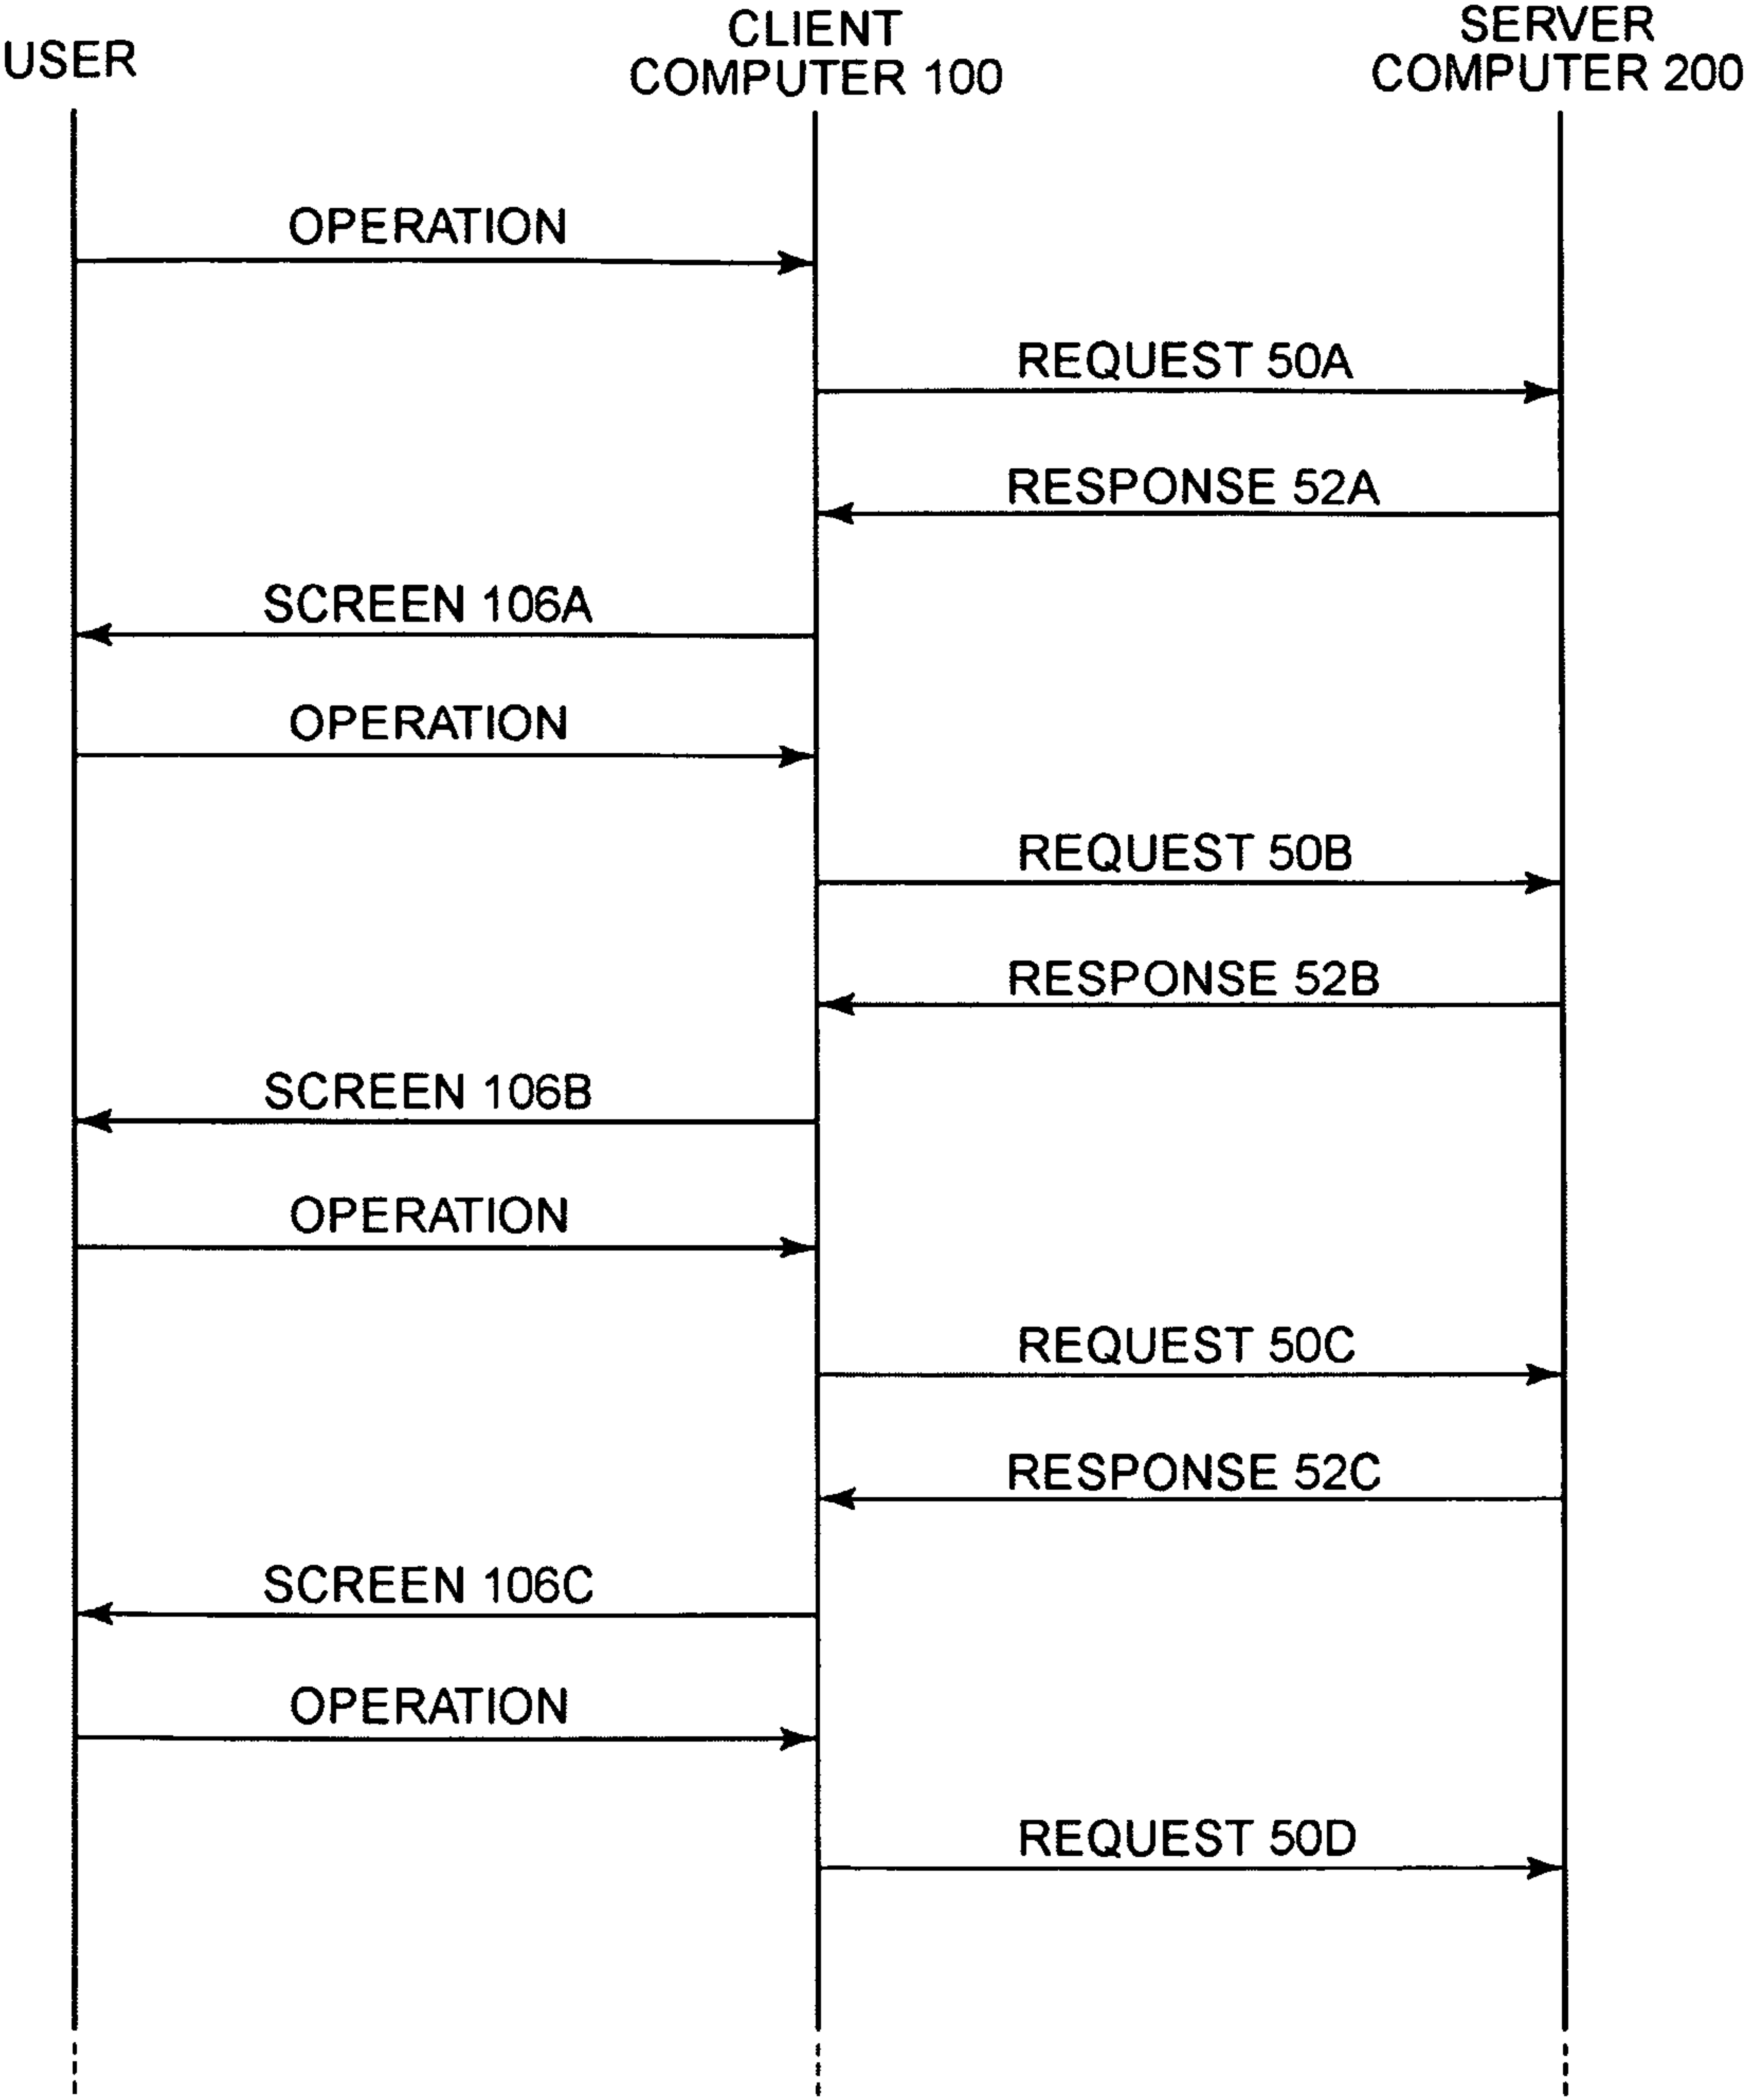 USER
CLIENT
COMPUTER 100
SERVER
COMPUTER 200
OPERATION
REQUEST 50A
RESPONSE 52A
SCREEN 106A
OPERATION
REQUEST 50B
RESPONSE 52B
SCREEN 106B
OPERATION
REQUEST 50C
RESPONSE 52C
SCREEN 106C
OPERATION
REQUEST 50D